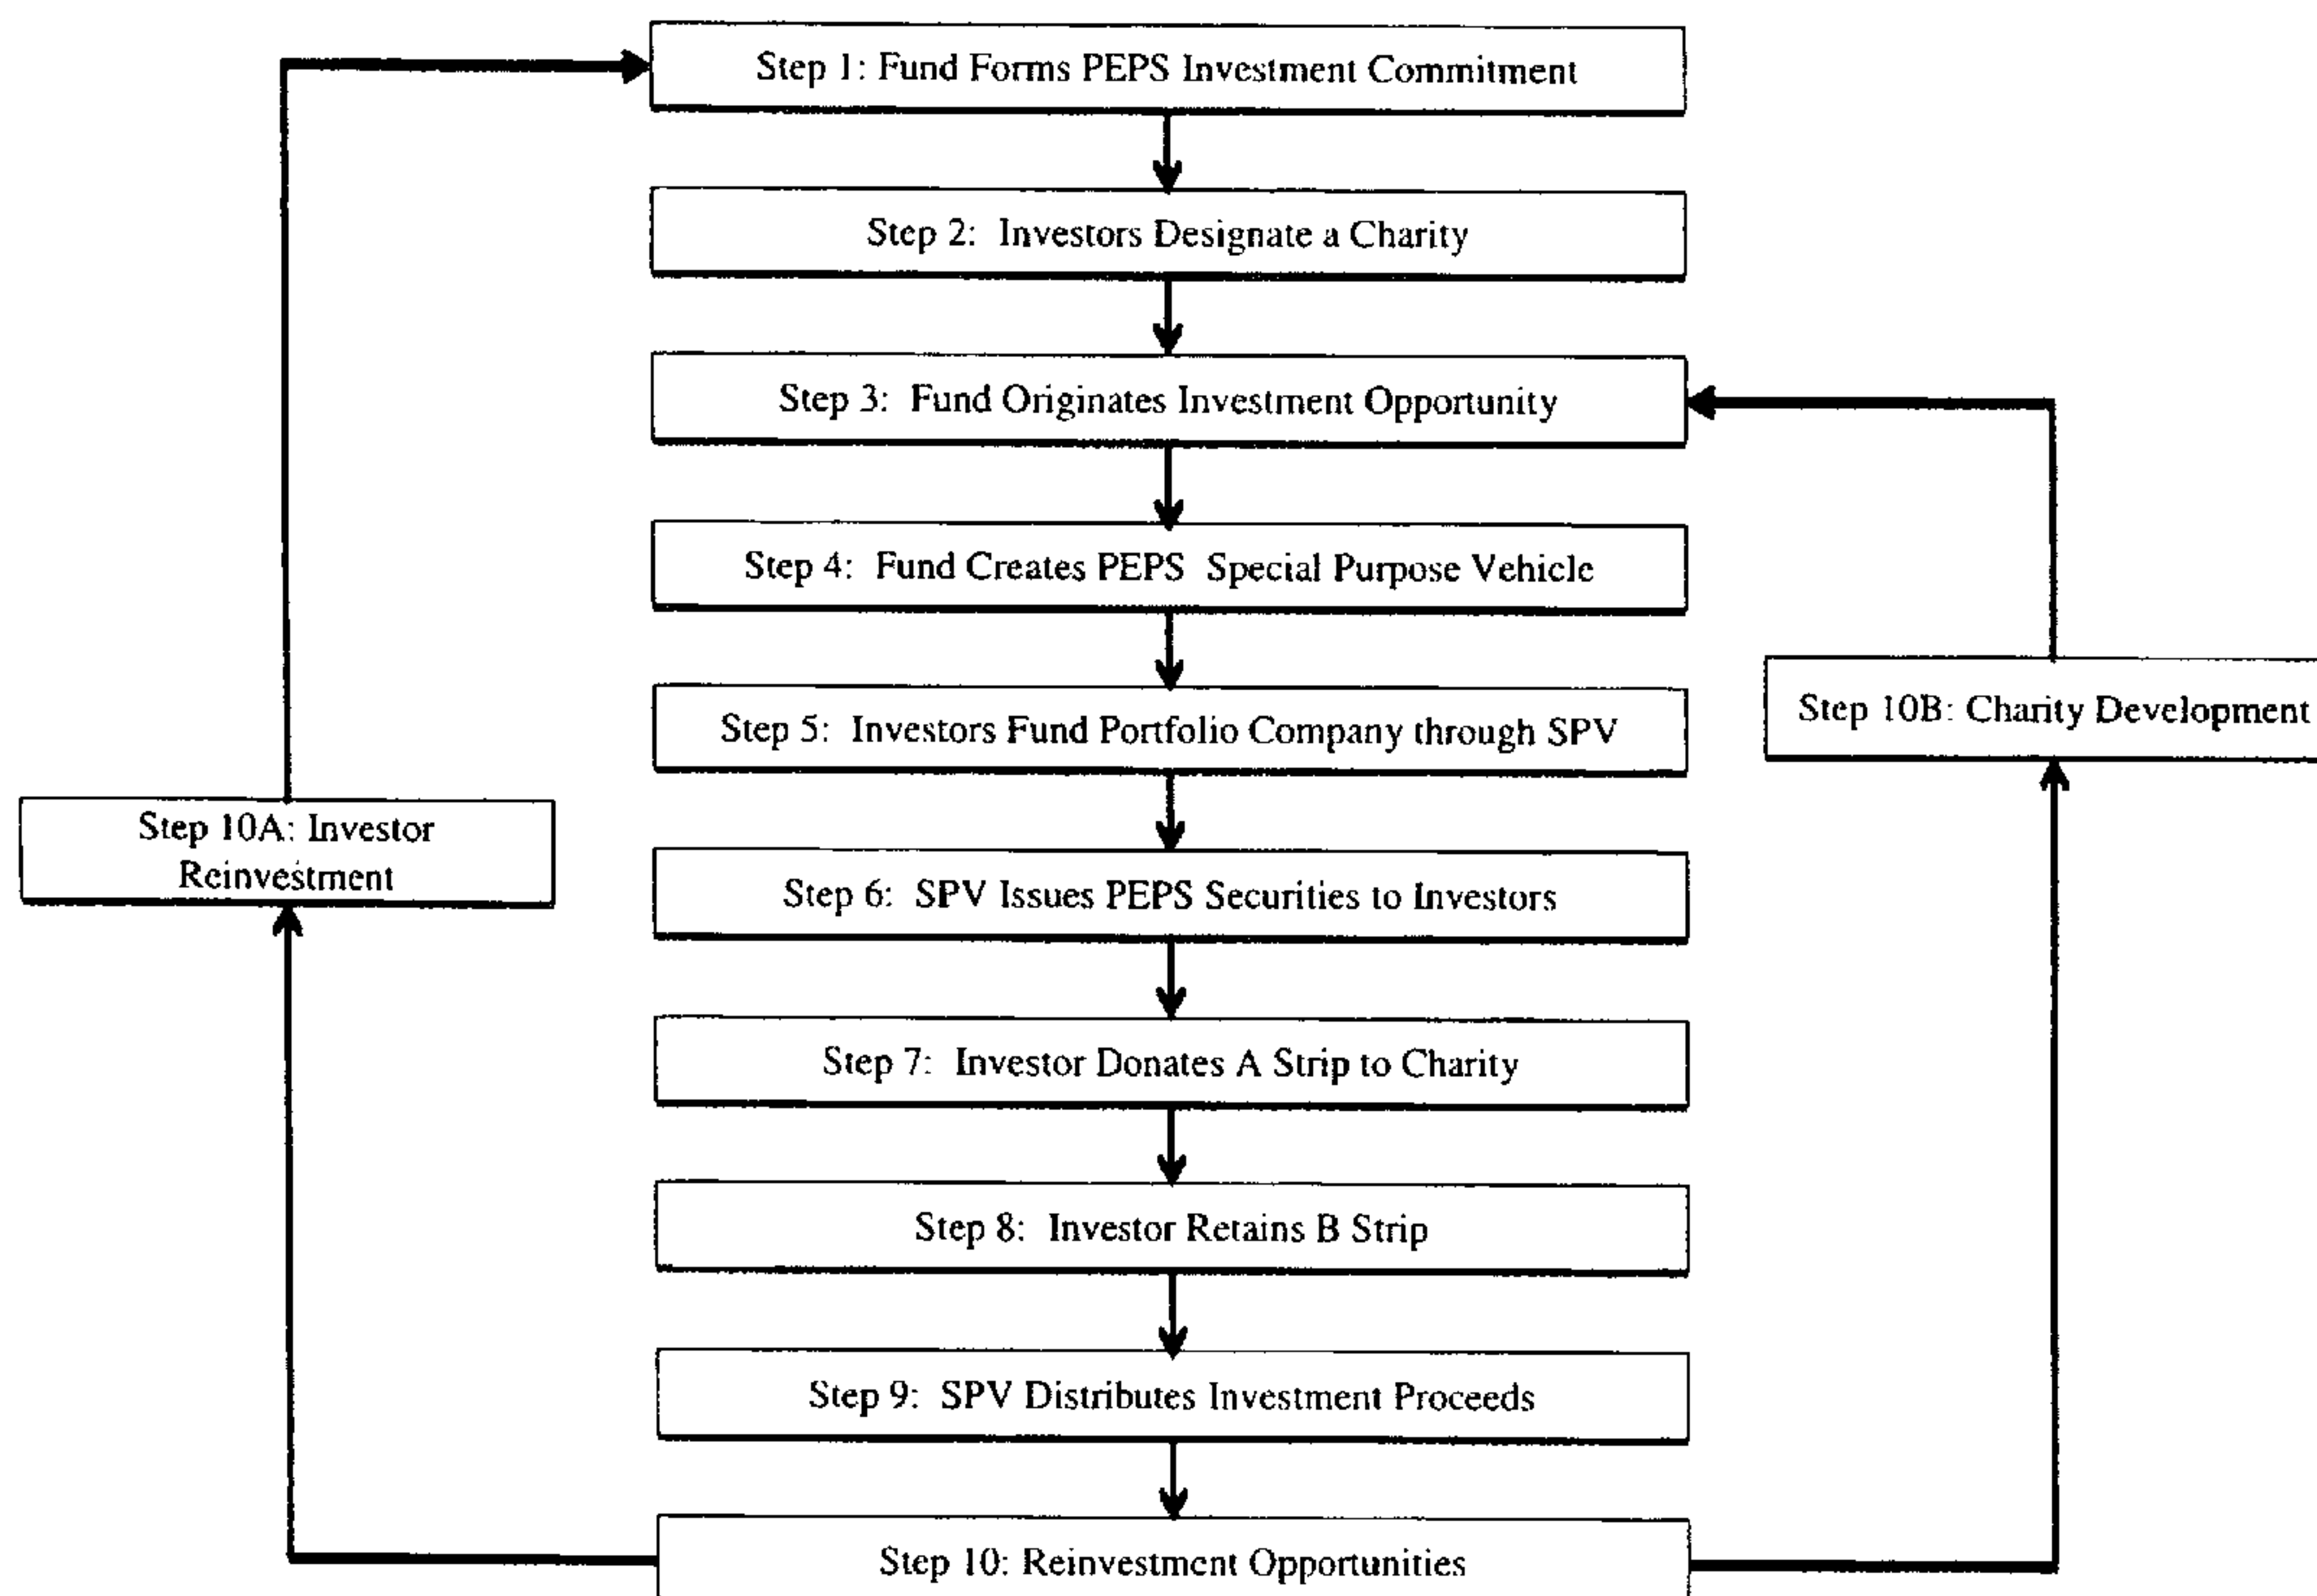 Step 1: Fund Forms PEPS Investment Commitment
Step 2: Investors Designate a Charity
Step 3: Fund Originates Investment Opportunity
Step 4: Fund Creates PEPS Special Purpose Vehicle
Step 5: Investors Fund Portfolio Company through SPV
Step 10B: Charity Development
Step 10A: Investor
Reinvestment
Step 6: SPV Issues PEPS Securities to Investors
Step 7: Investor Donates A Strip to Charity
Step 8: Investor Retains B Strip
Step 9: SPV Distributes Investment Proceeds
Step 10: Reinvestment Opportunities